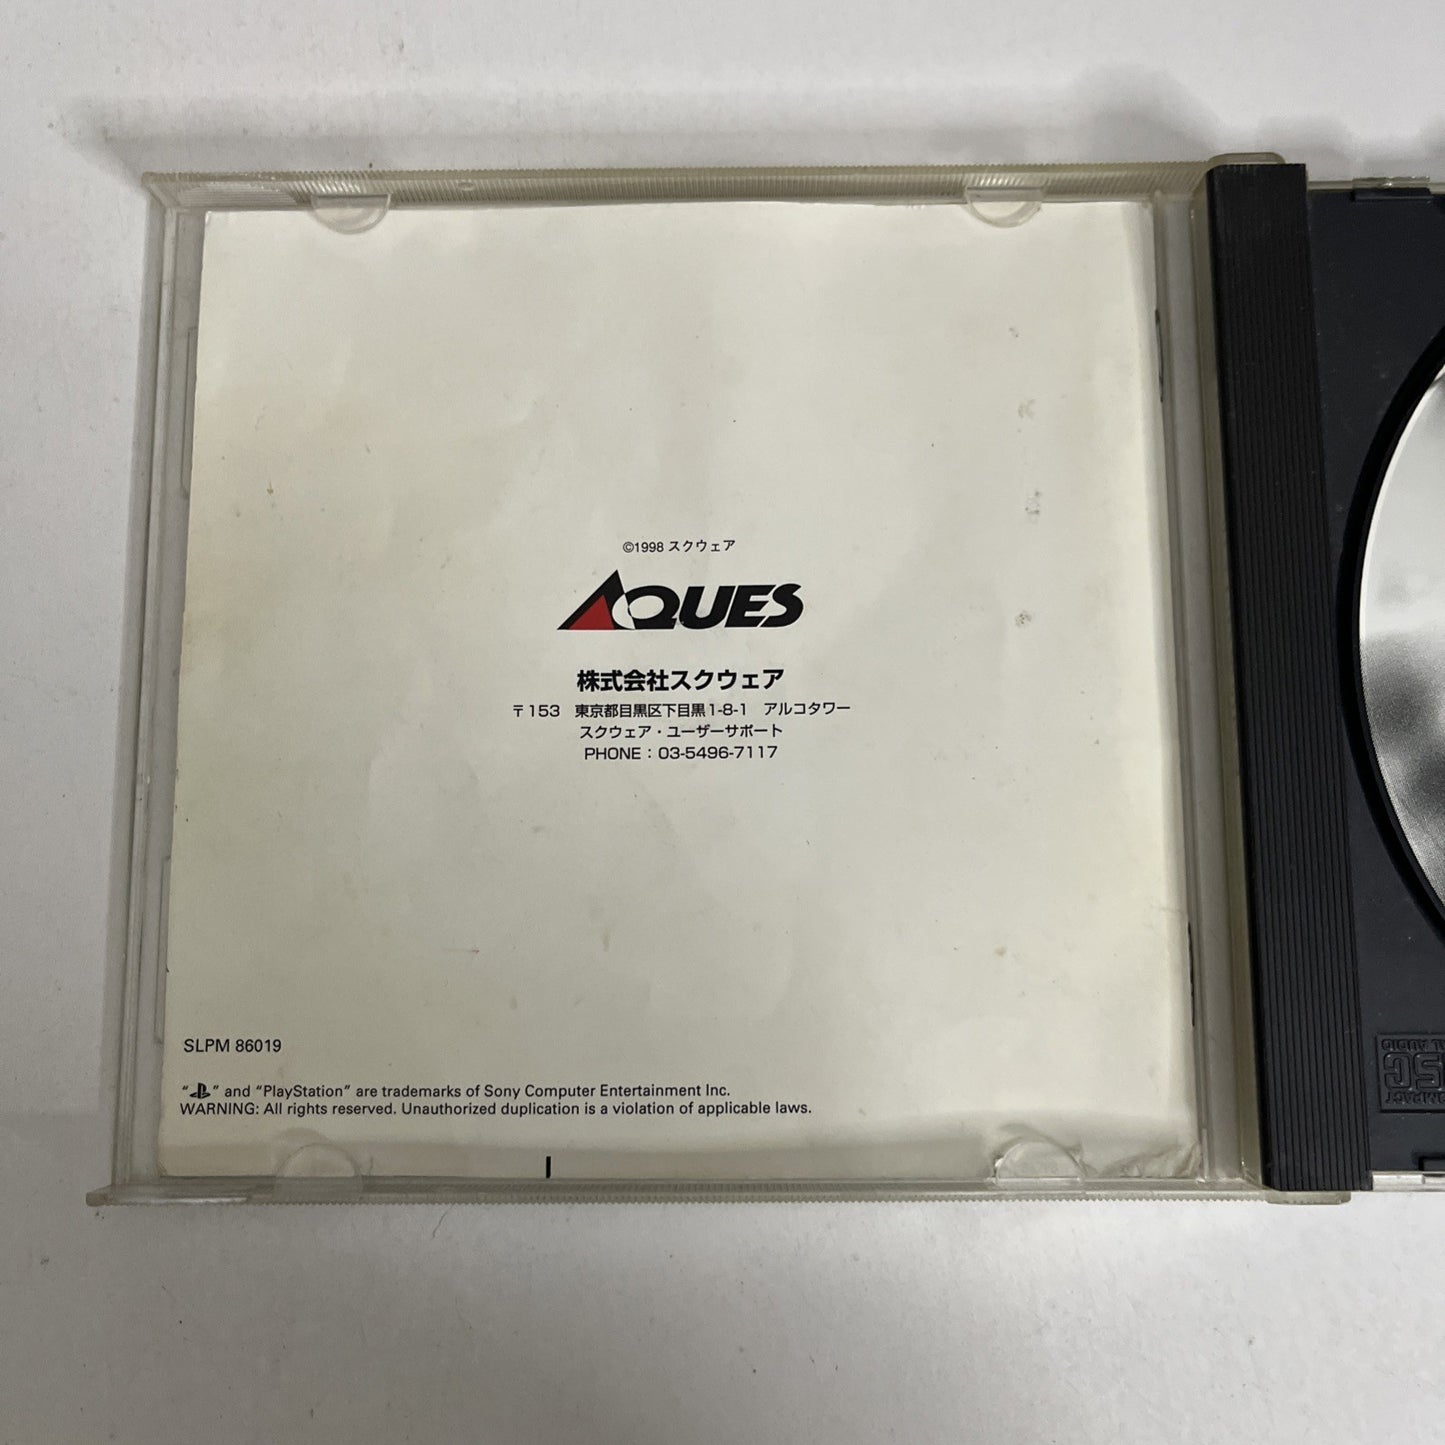 ©1998 スクウェア
AQUES
株式会社スクウェア
〒153 東京都目黒区下目黒1-8-1 アルコタワー
スクウェア・ユーザーサポート
PHONE：03-5496-7117
SLPM 86019
“ ” and “PlayStation” are trademarks of Sony Computer Entertainment Inc.
WARNING: All rights reserved. Unauthorized duplication is a violation of applicable laws.